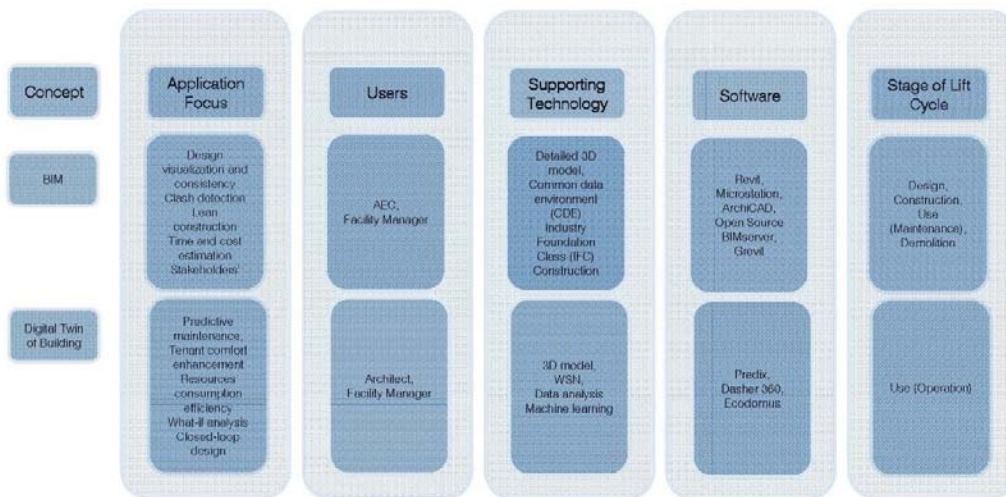 Concept
Application
Focus
Users
Supporting
Technology
Software
Stage of Lift
Cycle
BIM
Design
visualization and
consistency
Clash detection
Lean
construction
Time and cost
estimation
Stakeholders'
AEC,
Facility Manager
Detailed 3D
model,
Common data
environment
(CDE)
Industry
Foundation
Class (IFC)
Construction
Revil,
Microstation,
ArchiCAD,
Open Source
BIMserver,
Grevil
Design,
Construction,
Use
(Maintenance),
Demolition
Digital Twin
of Building
Predictive
maintenance,
Tenant comfort
enhancement
Resources
consumption
efficiency
What-if analysis
Closed-loop
design
Architect,
Facility Manager
3D model,
WSN,
Data analysis
Machine learning
Predix,
Dasher 360,
Ecodomus
Use (Operation)